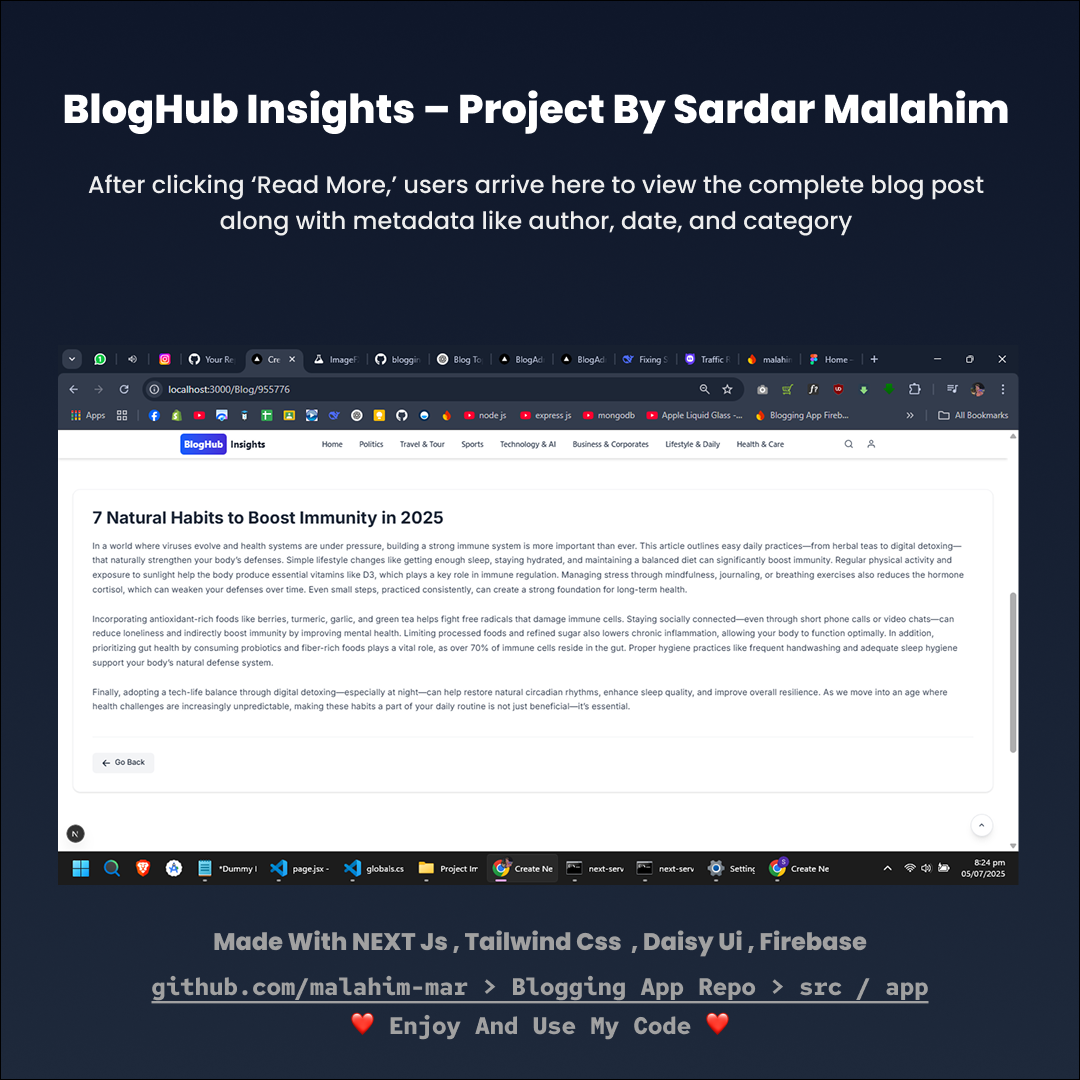 BlogHub Insights – Project By Sardar Malahim
After clicking ‘Read More,’ users arrive here to view the complete blog post
along with metadata like author, date, and category
Your Re
Cre
ImageF
bloggin
Blog To
BlogAd
BlogAd
Fixing S
Traffic F
malahim
Home -
localhost:3000/Blog/955776
Apps
node js
express js
mongodb
Apple Liquid Glass -...
Blogging App Fireb...
All Bookmarks
BlogHub Insights
Home
Politics
Travel & Tour
Sports
Technology & AI
Business & Corporates
Lifestyle & Daily
Health & Care
7 Natural Habits to Boost Immunity in 2025
In a world where viruses evolve and health systems are under pressure, building a strong immune system is more important than ever. This article outlines easy daily practices—from herbal teas to digital detoxing—
that naturally strengthen your body’s defenses. Simple lifestyle changes like getting enough sleep, staying hydrated, and maintaining a balanced diet can significantly boost immunity. Regular physical activity and
exposure to sunlight help the body produce essential vitamins like D3, which plays a key role in immune regulation. Managing stress through mindfulness, journaling, or breathing exercises also reduces the hormone
cortisol, which can weaken your defenses over time. Even small steps, practiced consistently, can create a strong foundation for long-term health.
Incorporating antioxidant-rich foods like berries, turmeric, garlic, and green tea helps fight free radicals that damage immune cells. Staying socially connected—even through short phone calls or video chats—can
reduce loneliness and indirectly boost immunity by improving mental health. Limiting processed foods and refined sugar also lowers chronic inflammation, allowing your body to function optimally. In addition,
prioritizing gut health by consuming probiotics and fiber-rich foods plays a vital role, as over 70% of immune cells reside in the gut. Proper hygiene practices like frequent handwashing and adequate sleep hygiene
support your body’s natural defense system.
Finally, adopting a tech-life balance through digital detoxing—especially at night—can help restore natural circadian rhythms, enhance sleep quality, and improve overall resilience. As we move into an age where
health challenges are increasingly unpredictable, making these habits a part of your daily routine is not just beneficial—it’s essential.
Go Back
N
*Dummy
page.jsx -
globals.cs
Project Im
Create Ne
next-serv
next-serv
Setting
Create Ne
8:24 pm
05/07/2025
Made With NEXT Js , Tailwind Css , Daisy Ui , Firebase
github.com/malahim-mar > Blogging App Repo > src / app
❤️ Enjoy And Use My Code ❤️